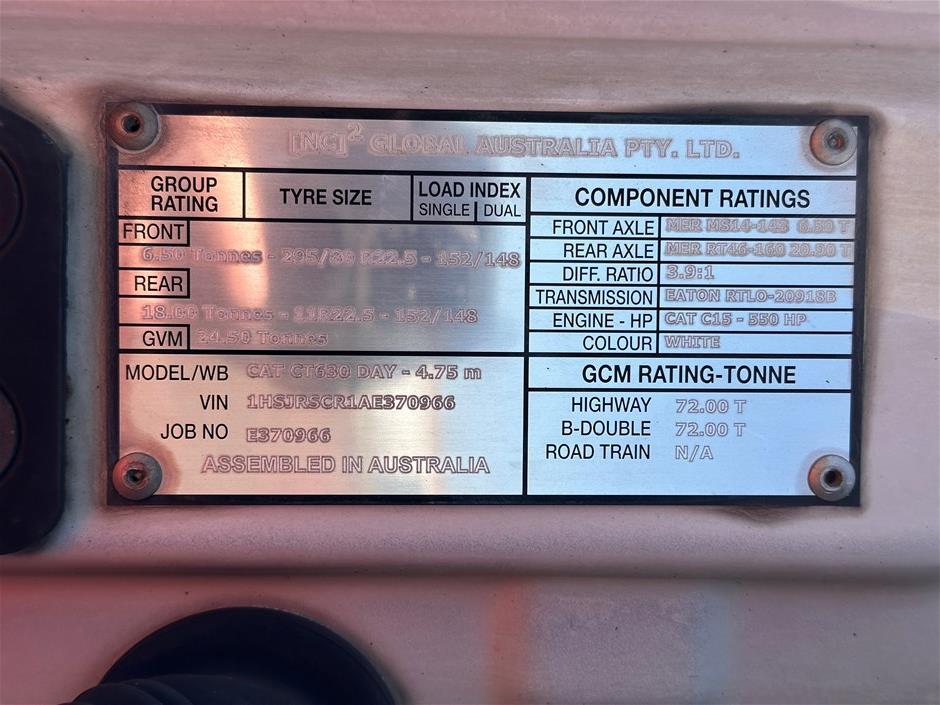 [NC]² GLOBAL AUSTRALIA PTY. LTD.
GROUP RATING TYRE SIZE LOAD INDEX SINGLE DUAL
FRONT
6.50 Tonnes - 295/80 R22.5 - 152/148
REAR
18.00 Tonnes - 11R22.5 - 152/148
GVM 24.50 Tonnes
MODEL/WB CAT CT630 DAY - 4.75 m
VIN 1HSJRSCR1AE370966
JOB NO E370966
ASSEMBLED IN AUSTRALIA
COMPONENT RATINGS
FRONT AXLE MER MS14-143 6.50 T
REAR AXLE MER RT46-160 20.90 T
DIFF. RATIO 3.9:1
TRANSMISSION EATON RTLO-20918B
ENGINE - HP CAT C15 - 550 HP
COLOUR WHITE
GCM RATING-TONNE
HIGHWAY 72.00 T
B-DOUBLE 72.00 T
ROAD TRAIN N/A